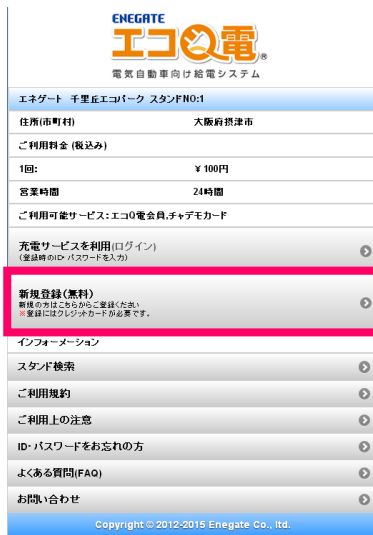 ENEGATE
エコQ電®
電気自動車向け給電システム
エネゲート 千里丘エコパーク スタンドNO:1
住所(市町村) 大阪府摂津市
ご利用料金 (税込み)
1回: ¥ 100円
営業時間 24時間
ご利用可能サービス:エコQ電会員,チャデモカード
充電サービスを利用(ログイン)
(登録時のID・パスワードを入力)
新規登録(無料)
新規の方はこちらからご登録ください
※登録にはクレジットカードが必要です。
インフォーメーション
スタンド検索
ご利用規約
ご利用上の注意
ID・パスワードをお忘れの方
よくある質問(FAQ)
お問い合わせ
Copyright © 2012-2015 Enegate Co., ltd.